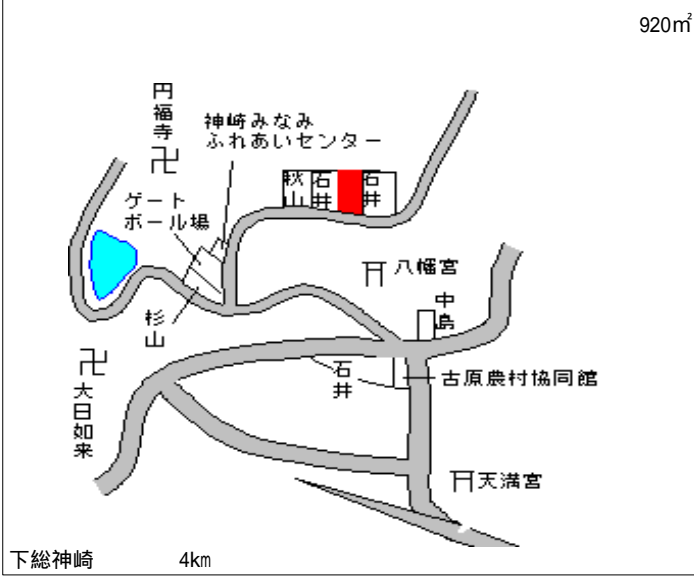 920㎡
円福寺
神崎みなみ
ふれあいセンター
秋山
石井
石井
ゲート
ボール場
八幡宮
中島
杉山
石井
古原農村協同館
大日如来
天満宮
下総神崎 4㎞